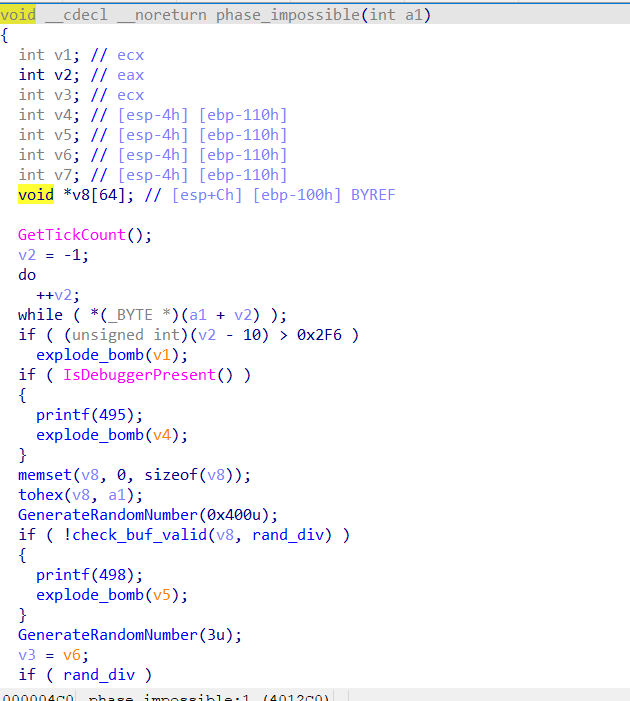 void __cdecl __noreturn phase_impossible(int a1)
{
int v1; // ecx
int v2; // eax
int v3; // ecx
int v4; // [esp-4h] [ebp-110h]
int v5; // [esp-4h] [ebp-110h]
int v6; // [esp-4h] [ebp-110h]
int v7; // [esp-4h] [ebp-110h]
void *v8[64]; // [esp+Ch] [ebp-100h] BYREF
GetTickCount();
v2 = -1;
do
++v2;
while ( *(_BYTE *)(a1 + v2) );
if ( (unsigned int)(v2 - 10) > 0x2F6 )
explode_bomb(v1);
if ( IsDebuggerPresent() )
{
printf(495);
explode_bomb(v4);
}
memset(v8, 0, sizeof(v8));
tohex(v8, a1);
GenerateRandomNumber(0x400u);
if ( !check_buf_valid(v8, rand_div) )
{
printf(498);
explode_bomb(v5);
}
GenerateRandomNumber(3u);
v3 = v6;
if ( rand_div )
000004C0 phase_impossible:1 (4012C0)